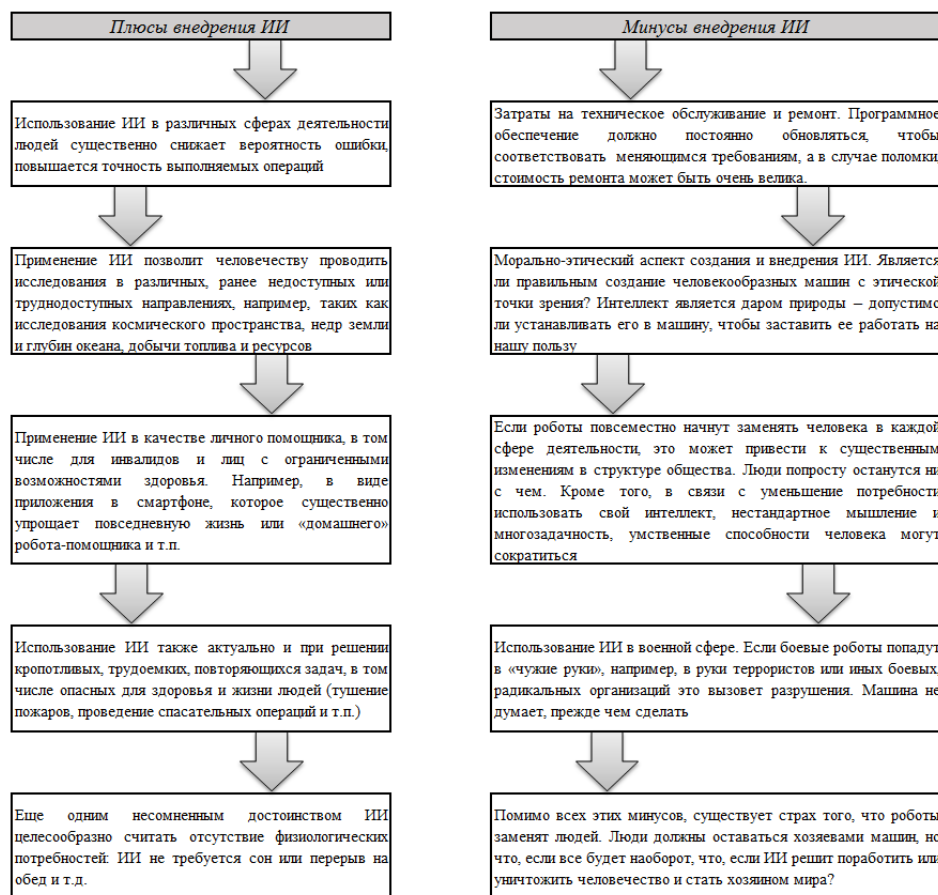 Плюсы внедрения ИИ
Использование ИИ в различных сферах деятельности
людей существенно снижает вероятность ошибки,
повышается точность выполняемых операций
Применение ИИ позволит человечеству проводить
исследования в различных, ранее недоступных или
труднодоступных направлениях, например, таких как
исследования космического пространства, недр земли
и глубин океана, добычи топлива и ресурсов
Применение ИИ в качестве личного помощника, в том
числе для инвалидов и лиц с ограниченными
возможностями здоровья. Например, в виде
приложения в смартфоне, которое существенно
упрощает повседневную жизнь или «домашнего»
робота-помощника и т.п.
Использование ИИ также актуально и при решении
кропотливых, трудоемких, повторяющихся задач, в том
числе опасных для здоровья и жизни людей (тушение
пожаров, проведение спасательных операций и т.п.)
Еще одним несомненным достоинством ИИ
целесообразно считать отсутствие физиологических
потребностей: ИИ не требуется сон или перерыв на
обед и т.д.
Минусы внедрения ИИ
Затраты на техническое обслуживание и ремонт. Программное
обеспечение должно постоянно обновляться, чтобы
соответствовать меняющимся требованиям, а в случае поломки
стоимость ремонта может быть очень велика.
Морально-этический аспект создания и внедрения ИИ. Является
ли правильным создание человекообразных машин с этической
точки зрения? Интеллект является даром природы – допустимо
ли устанавливать его в машину, чтобы заставить ее работать на
нашу пользу
Если роботы повсеместно начнут заменять человека в каждой
сфере деятельности, это может привести к существенным
изменениям в структуре общества. Люди попросту останутся ни
с чем. Кроме того, в связи с уменьшение потребности
использовать свой интеллект, нестандартное мышление и
многозадачность, умственные способности человека могут
сократиться
Использование ИИ в военной сфере. Если боевые роботы попадут
в «чужие руки», например, в руки террористов или иных боевых,
радикальных организаций это вызовет разрушения. Машина не
думает, прежде чем сделать
Помимо всех этих минусов, существует страх того, что роботы
заменят людей. Люди должны оставаться хозяевами машин, но
что, если все будет наоборот, что, если ИИ решит поработить или
уничтожить человечество и стать хозяином мира?